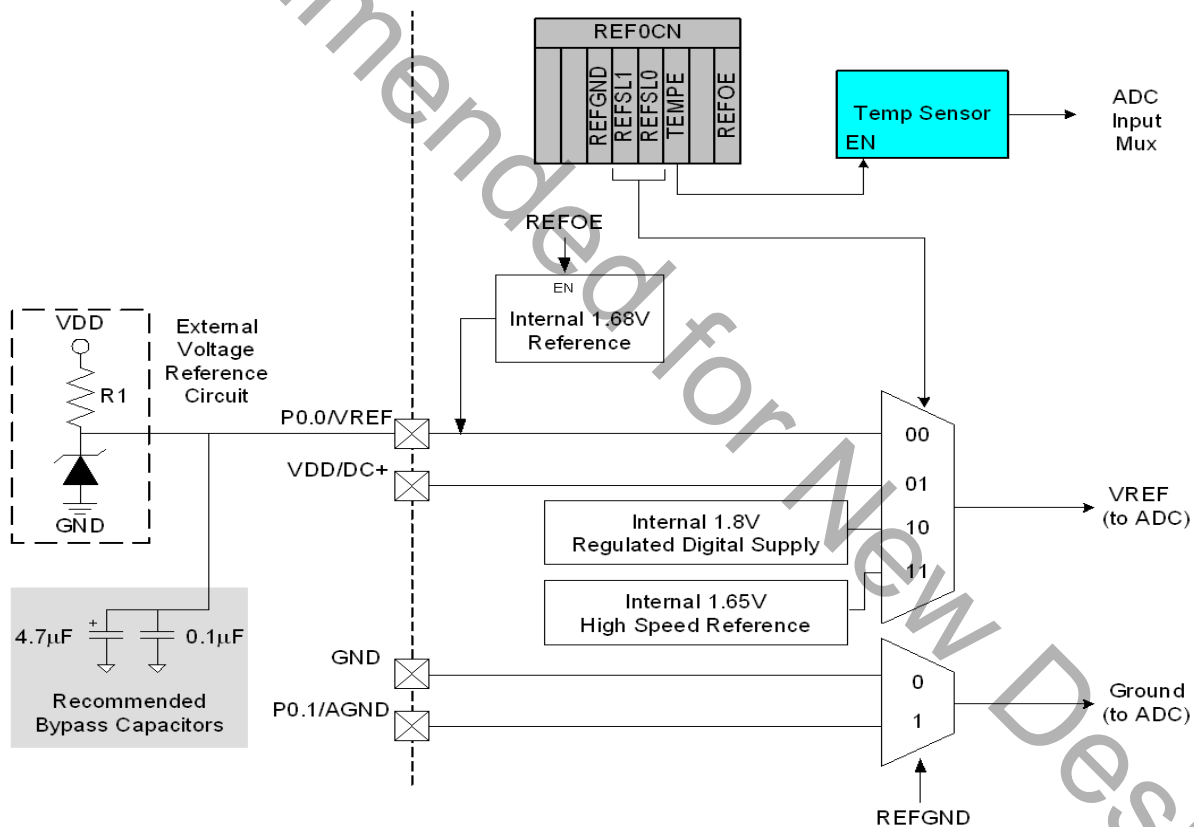 REF0CN
REFGND
REFSL1
REFSL0
TEMPE
REFOE
Temp Sensor
EN
ADC
Input
Mux
REFOE
EN
Internal 1.68V
Reference
VDD
R1
GND
External
Voltage
Reference
Circuit
P0.0/VREF
VDD/DC+
00
01
10
11
VREF
(to ADC)
Internal 1.8V
Regulated Digital Supply
Internal 1.65V
High Speed Reference
4.7µF
+
0.1µF
Recommended
Bypass Capacitors
GND
P0.1/AGND
0
1
Ground
(to ADC)
REFGND
mended for New Des